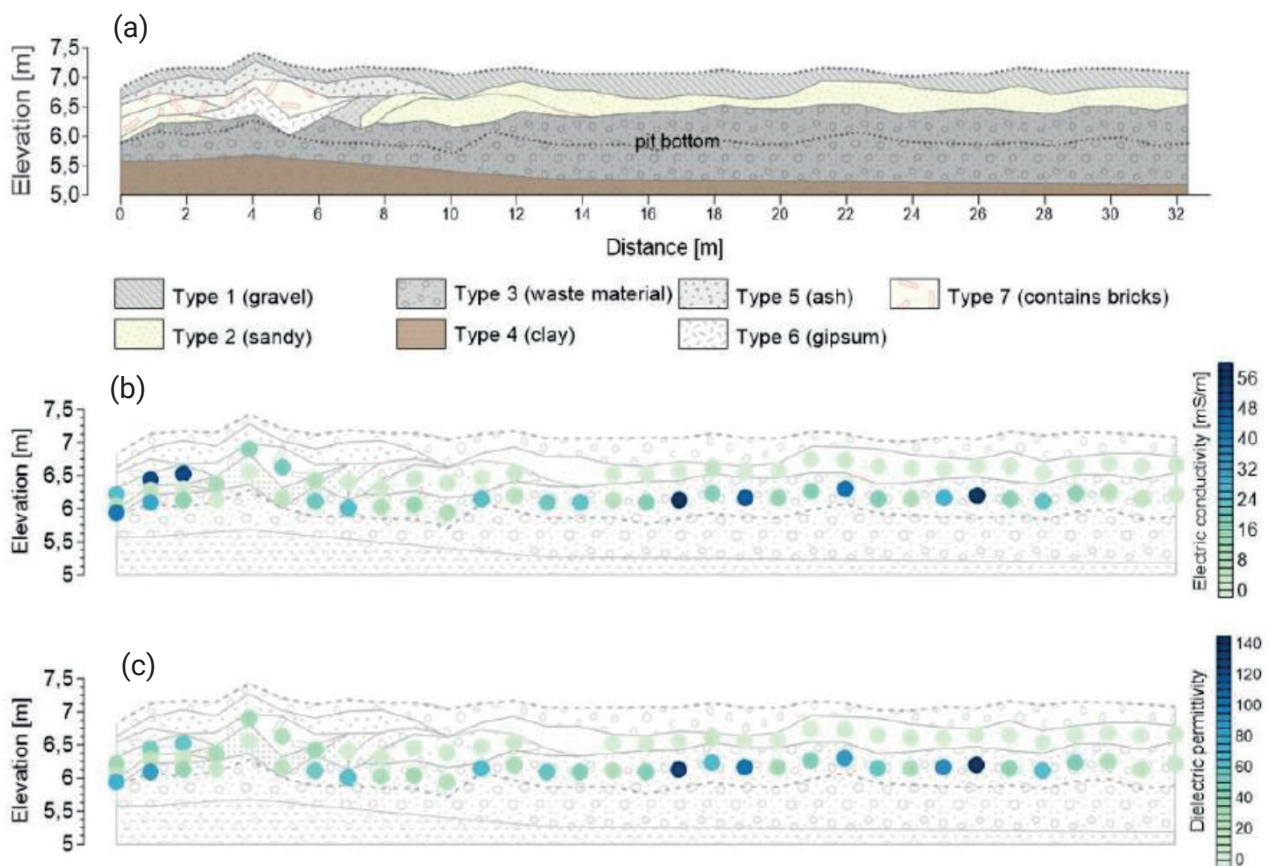 (a)
Elevation [m]
7,5
7,0
6,5
6,0
5,5
5,0
pit bottom
0 2 4 6 8 10 12 14 16 18 20 22 24 26 28 30 32
Distance [m]
Type 1 (gravel) Type 3 (waste material) Type 5 (ash) Type 7 (contains bricks)
Type 2 (sandy) Type 4 (clay) Type 6 (gipsum)
(b)
Elevation [m]
7,5
7
6,5
6
5,5
5
Electric conductivity [mS/m]
56
48
40
32
24
16
8
0
(c)
Elevation [m]
7,5
7
6,5
6
5,5
5
Dielectric permittivity
140
120
100
80
60
40
20
0